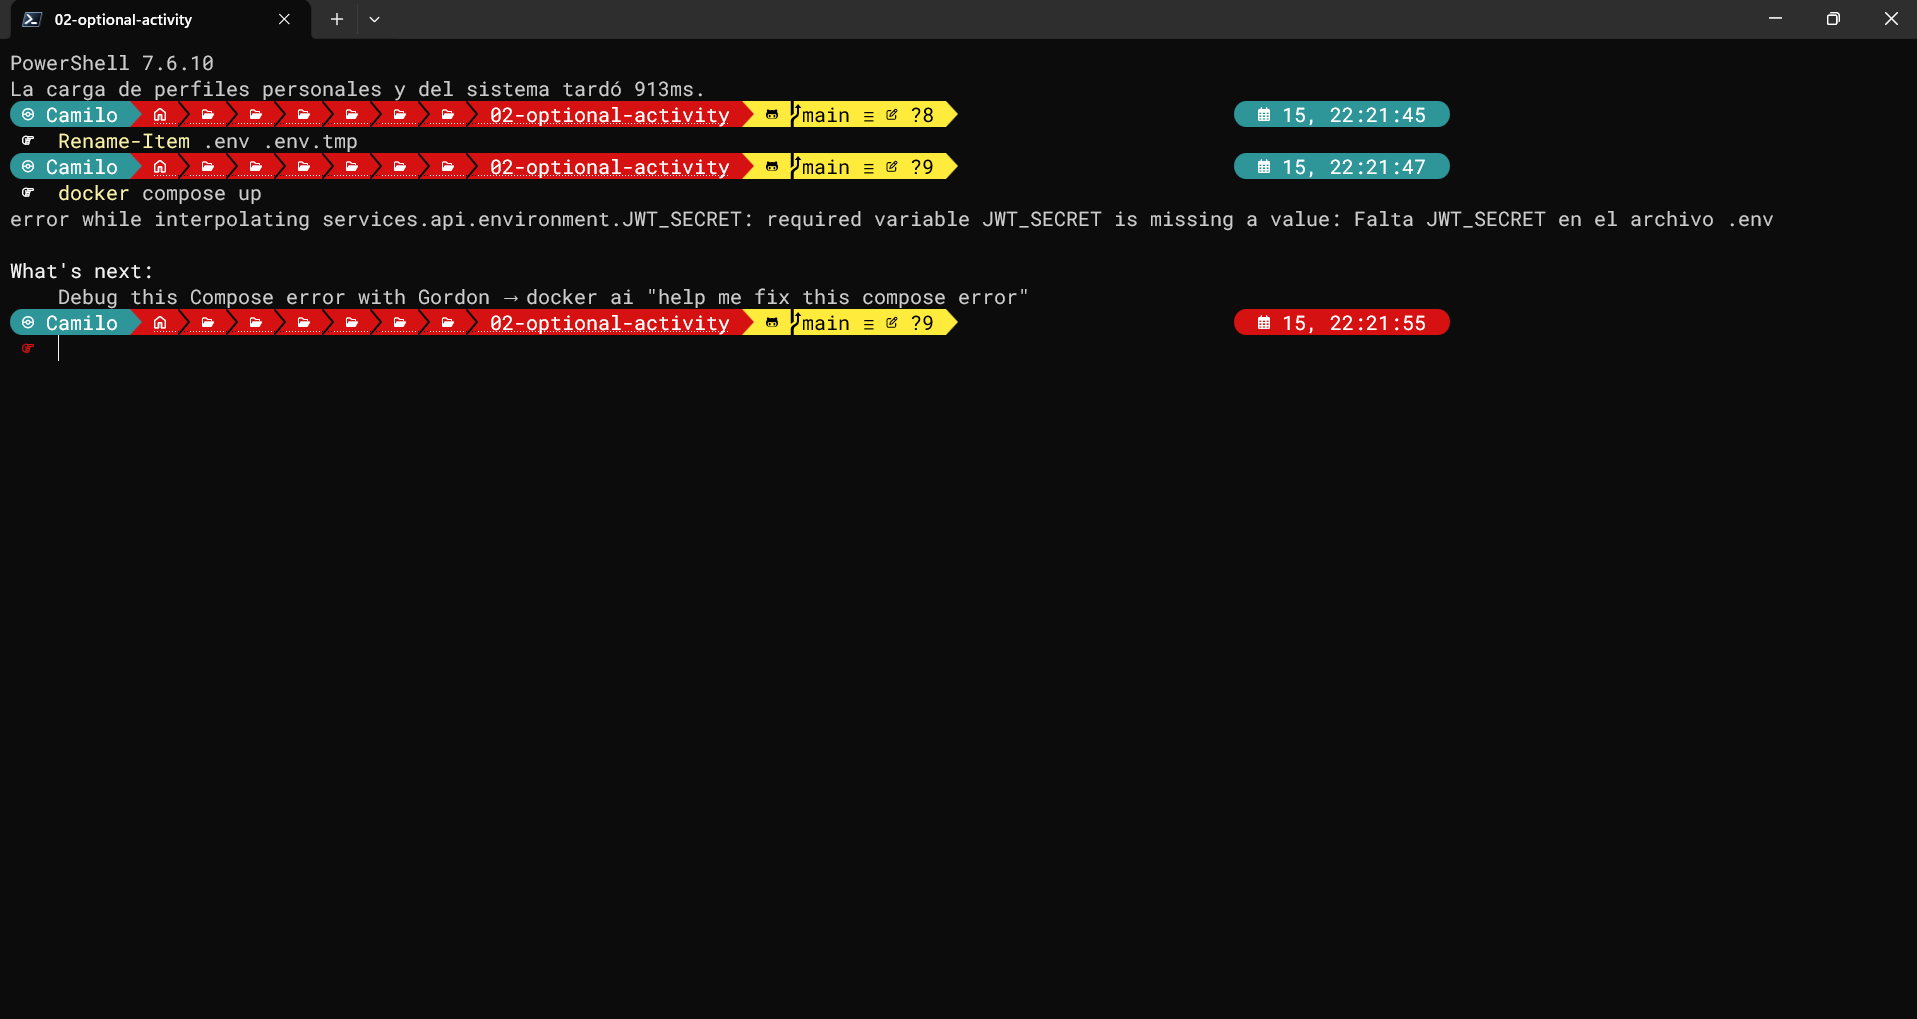 02-optional-activity
PowerShell 7.6.10
La carga de perfiles personales y del sistema tardó 913ms.
Camilo 02-optional-activity main ≡ ?8 15, 22:21:45
Rename-Item .env .env.tmp
Camilo 02-optional-activity main ≡ ?9 15, 22:21:47
docker compose up
error while interpolating services.api.environment.JWT_SECRET: required variable JWT_SECRET is missing a value: Falta JWT_SECRET en el archivo .env
What's next:
Debug this Compose error with Gordon → docker ai "help me fix this compose error"
Camilo 02-optional-activity main ≡ ?9 15, 22:21:55